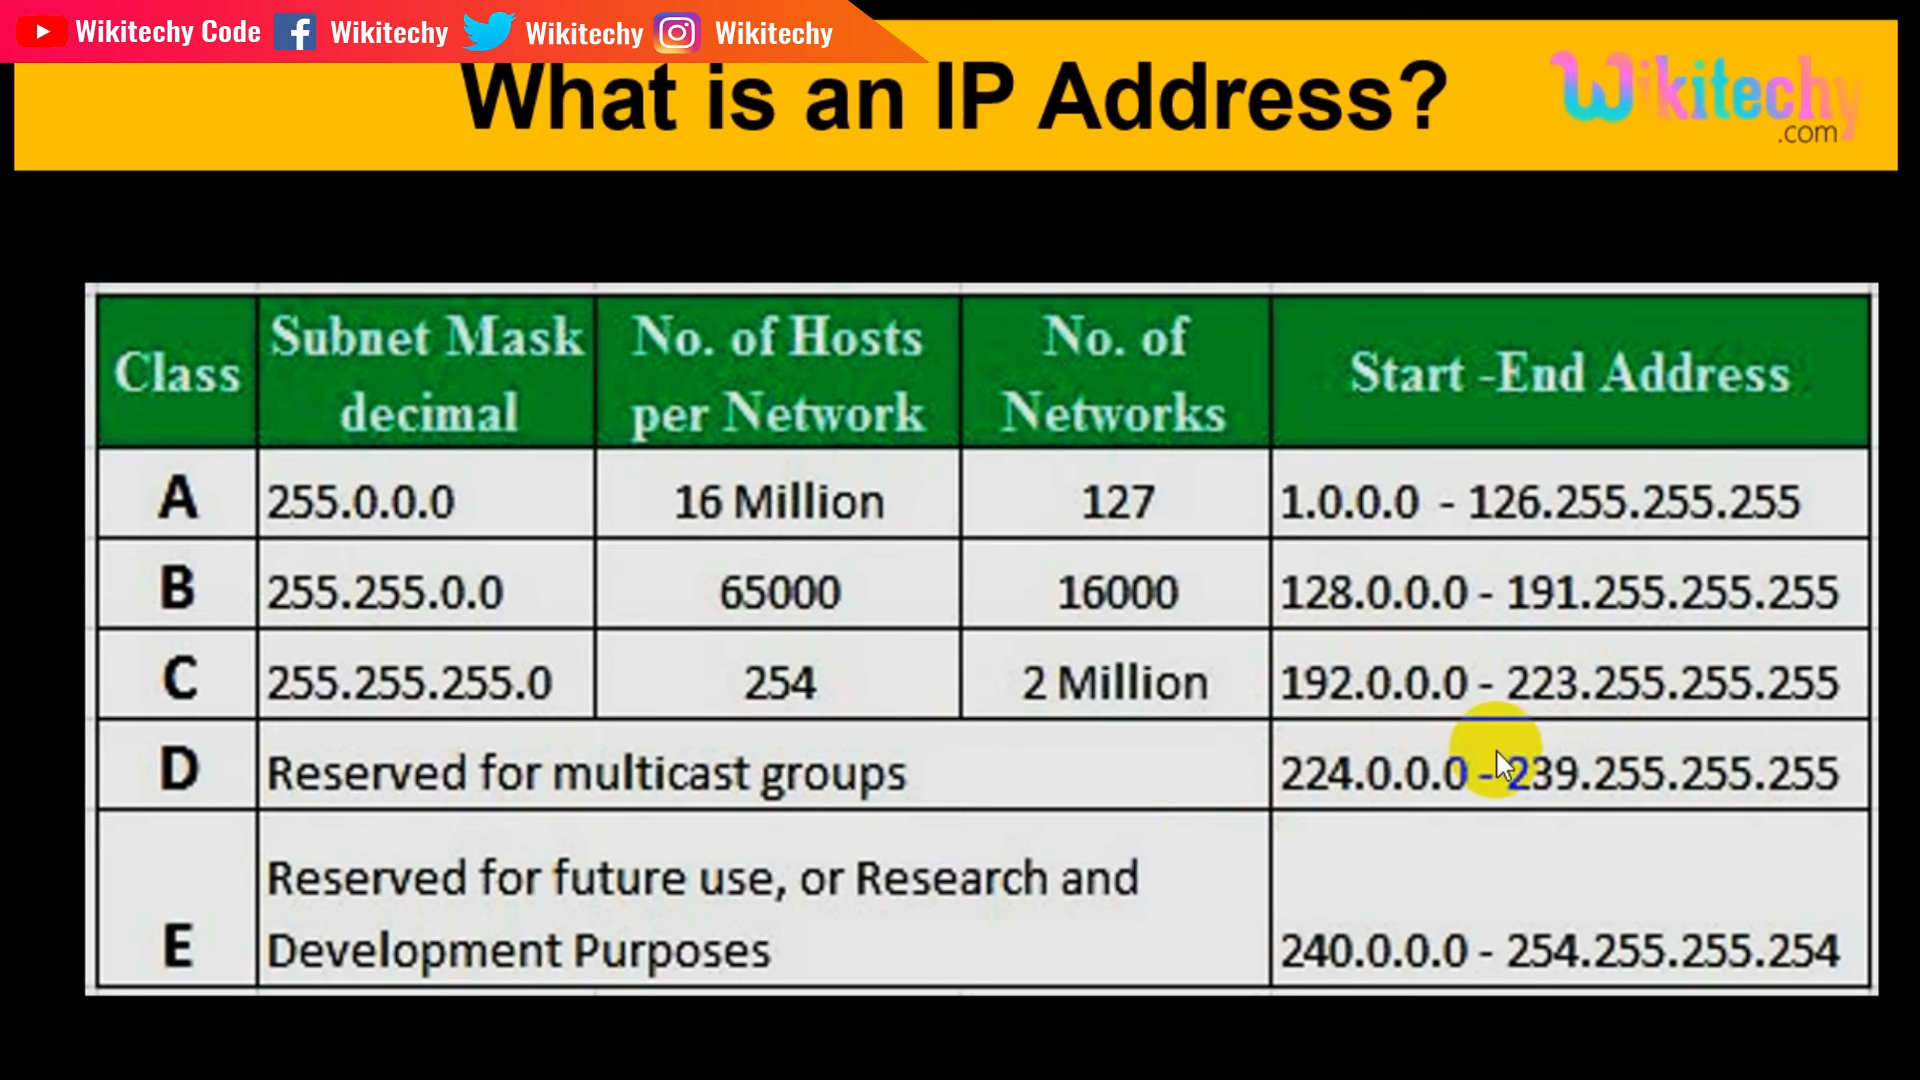 Wikitechy Code Wikitechy Wikitechy Wikitechy
What is an IP Address?
Wikitechy
.com
Class
Subnet Mask
decimal
No. of Hosts
per Network
No. of
Networks
Start -End Address
A 255.0.0.0 16 Million 127 1.0.0.0 - 126.255.255.255
B 255.255.0.0 65000 16000 128.0.0.0 - 191.255.255.255
C 255.255.255.0 254 2 Million 192.0.0.0 - 223.255.255.255
D Reserved for multicast groups 224.0.0.0 - 239.255.255.255
Reserved for future use, or Research and
E Development Purposes 240.0.0.0 - 254.255.255.254